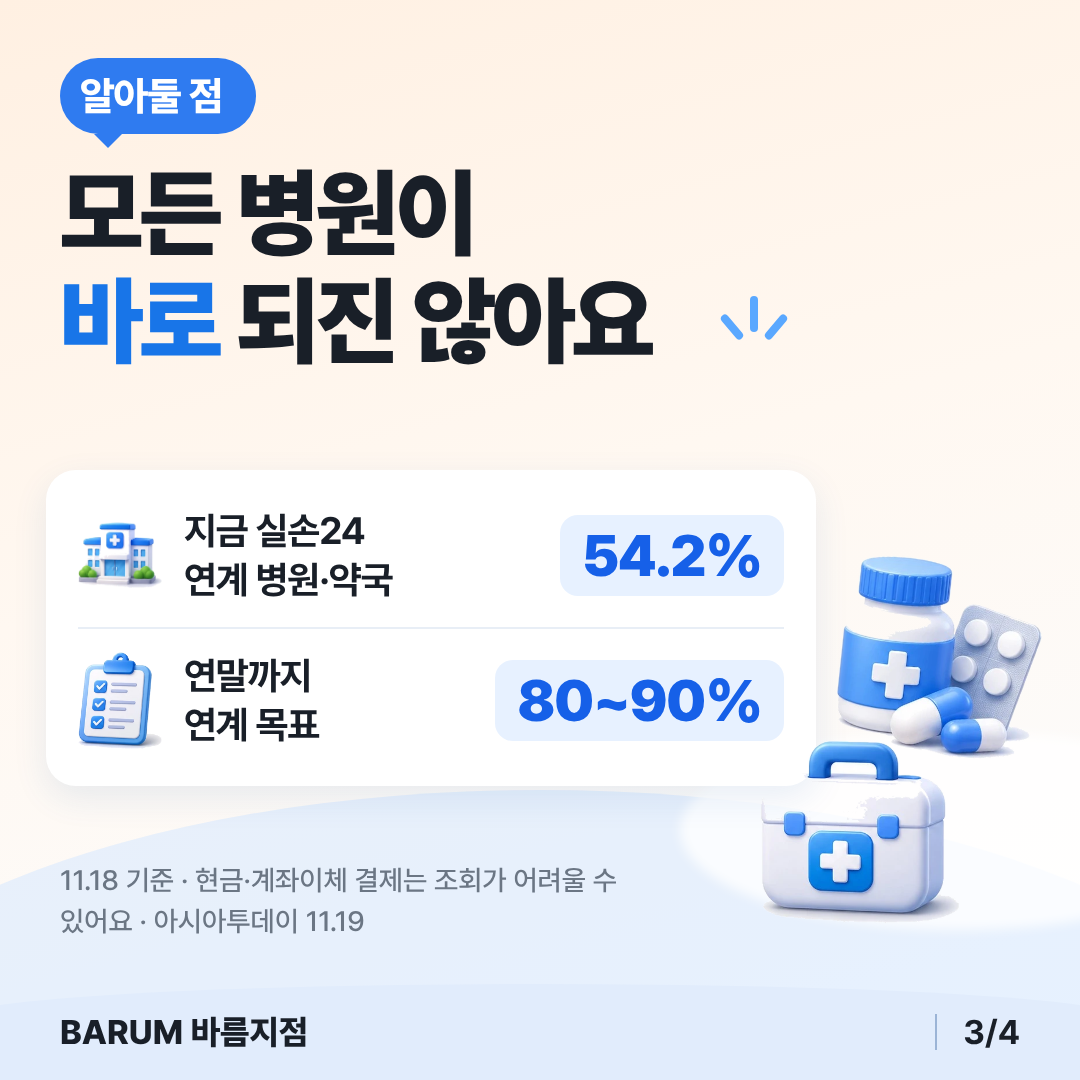 알아둘 점
모든 병원이
바로 되진 않아요
지금 실손24
연계 병원·약국
54.2%
연말까지
연계 목표
80~90%
11.18 기준 · 현금·계좌이체 결제는 조회가 어려울 수
있어요 · 아시아투데이 11.19
BARUM 바름지점
3/4